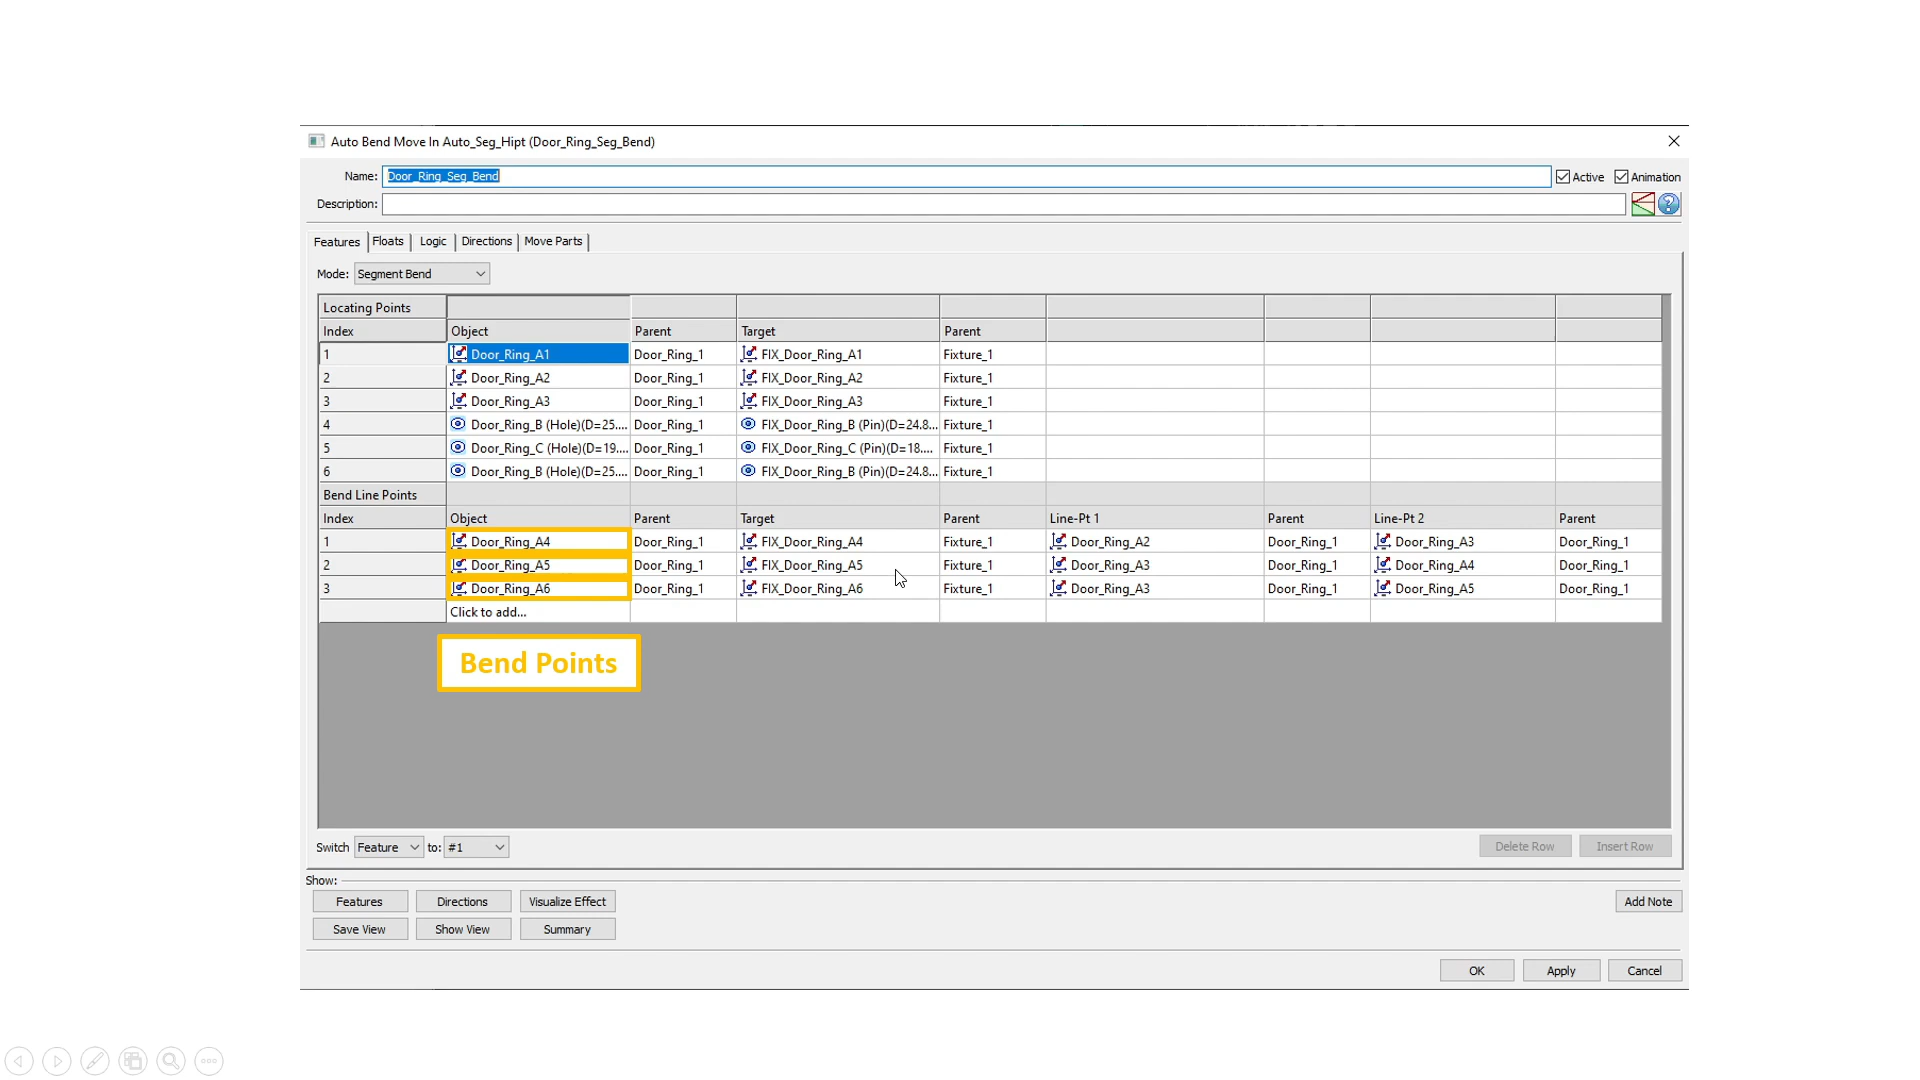 Auto Bend Move In Auto_Seg_Hipt (Door_Ring_Seg_Bend)
Name: Door_Ring_Seg_Bend Active Animation
Description:
Features Floats Logic Directions Move Parts
Mode: Segment Bend
Locating Points
Index Object Parent Target Parent
1 Door_Ring_A1 Door_Ring_1 FIX_Door_Ring_A1 Fixture_1
2 Door_Ring_A2 Door_Ring_1 FIX_Door_Ring_A2 Fixture_1
3 Door_Ring_A3 Door_Ring_1 FIX_Door_Ring_A3 Fixture_1
4 Door_Ring_B (Hole)(D=25.... Door_Ring_1 FIX_Door_Ring_B (Pin)(D=24.8... Fixture_1
5 Door_Ring_C (Hole)(D=19.... Door_Ring_1 FIX_Door_Ring_C (Pin)(D=18.... Fixture_1
6 Door_Ring_B (Hole)(D=25.... Door_Ring_1 FIX_Door_Ring_B (Pin)(D=24.8... Fixture_1
Bend Line Points
Index Object Parent Target Parent Line-Pt 1 Parent Line-Pt 2 Parent
1 Door_Ring_A4 Door_Ring_1 FIX_Door_Ring_A4 Fixture_1 Door_Ring_A2 Door_Ring_1 Door_Ring_A3 Door_Ring_1
2 Door_Ring_A5 Door_Ring_1 FIX_Door_Ring_A5 Fixture_1 Door_Ring_A3 Door_Ring_1 Door_Ring_A4 Door_Ring_1
3 Door_Ring_A6 Door_Ring_1 FIX_Door_Ring_A6 Fixture_1 Door_Ring_A3 Door_Ring_1 Door_Ring_A5 Door_Ring_1
Click to add...
Bend Points
Switch Feature to: #1 Delete Row Insert Row
Show:
Features Directions Visualize Effect Add Note
Save View Show View Summary
OK Apply Cancel